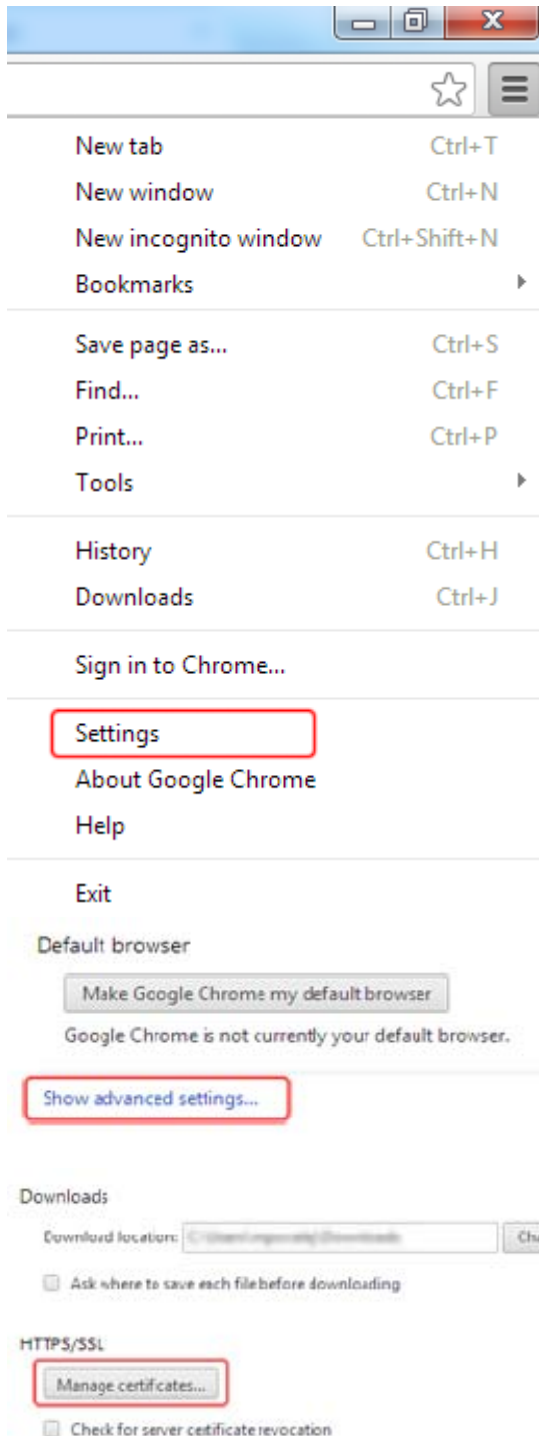 New tab Ctrl+T
New window Ctrl+N
New incognito window Ctrl+Shift+N
Bookmarks
Save page as... Ctrl+S
Find... Ctrl+F
Print... Ctrl+P
Tools
History Ctrl+H
Downloads Ctrl+J
Sign in to Chrome...
Settings
About Google Chrome
Help
Exit
Default browser
Make Google Chrome my default browser
Google Chrome is not currently your default browser.
Show advanced settings...
Downloads
Download location:
Ask where to save each file before downloading
HTTPS/SSL
Manage certificates...
Check for server certificate revocation